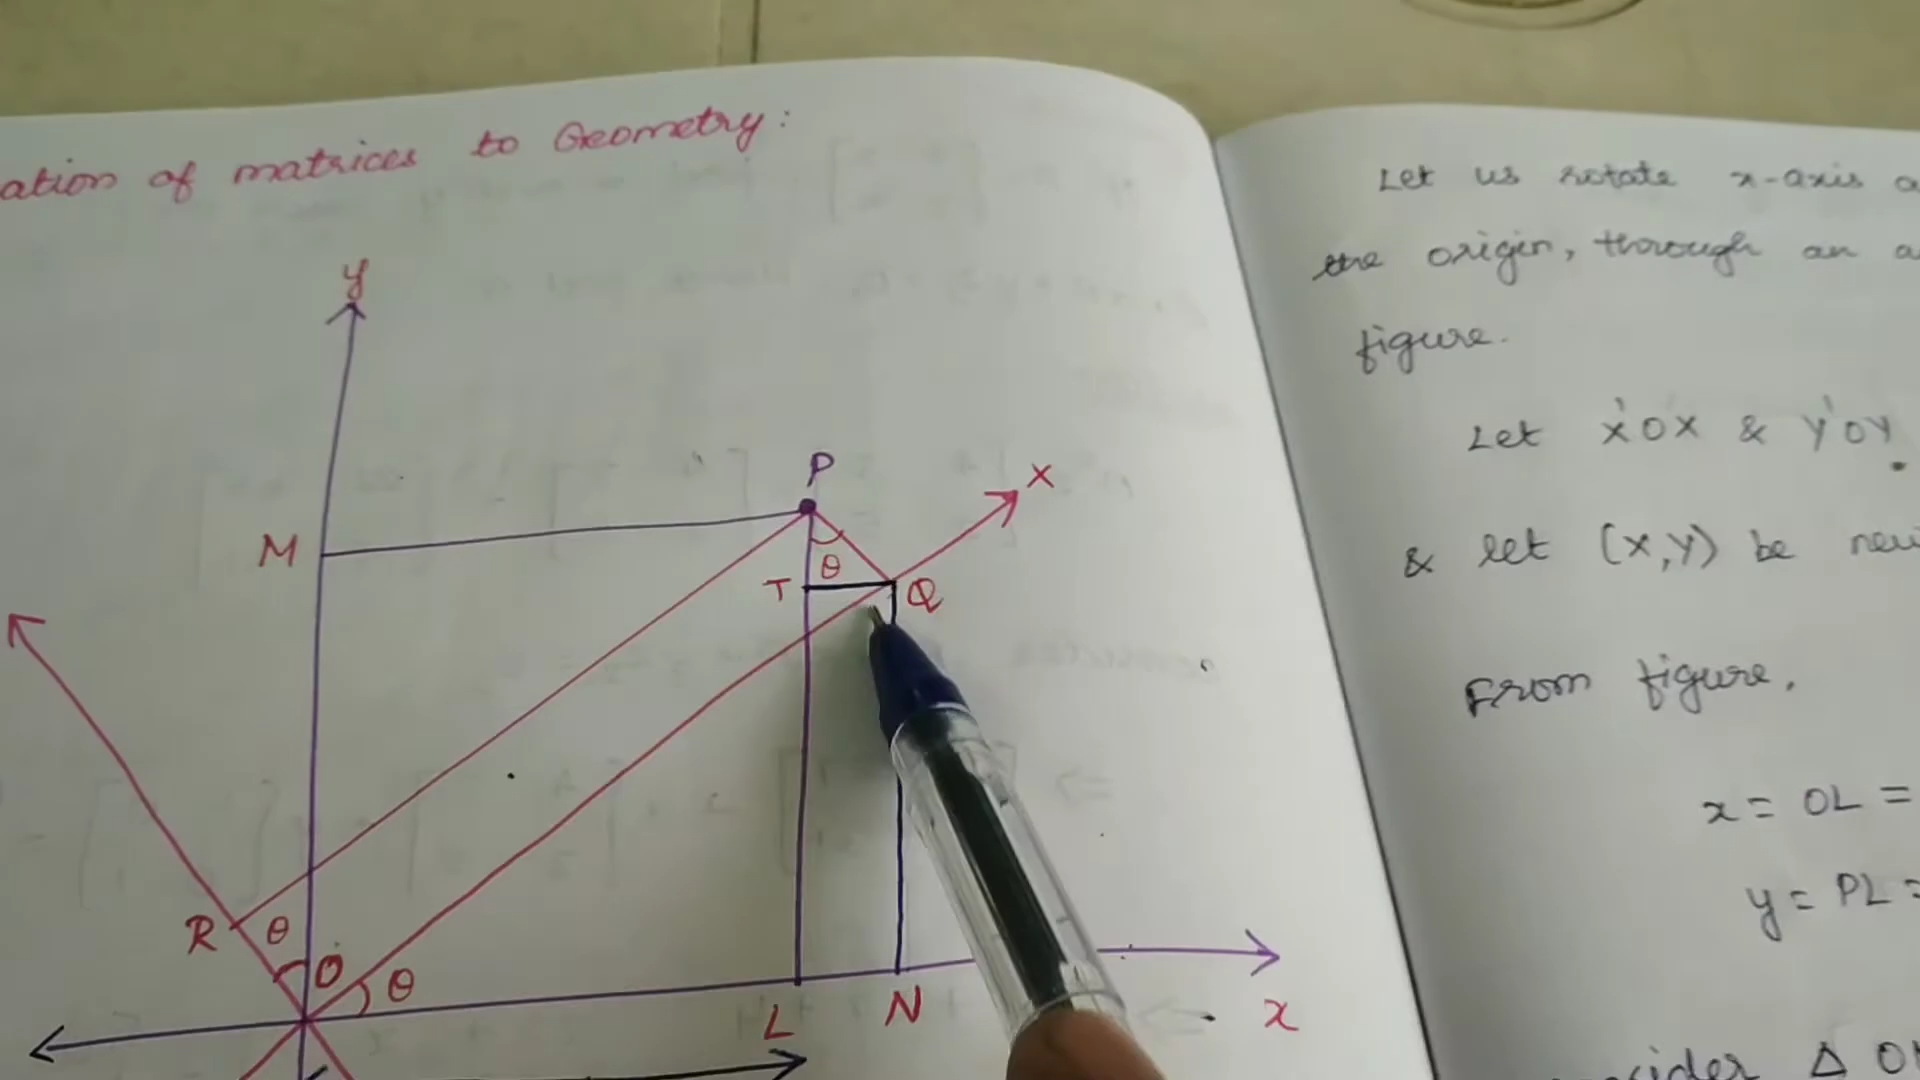 ation of matrices to Geometry:
y
P
X
M
T
θ
Q
R
θ
O
θ
L
N
x
Let us rotate x-axis a
the origin, through an a
figure.
Let X'OX & Y'OY
& let (X,Y) be new
From figure,
x = OL =
y = PL =
Δ